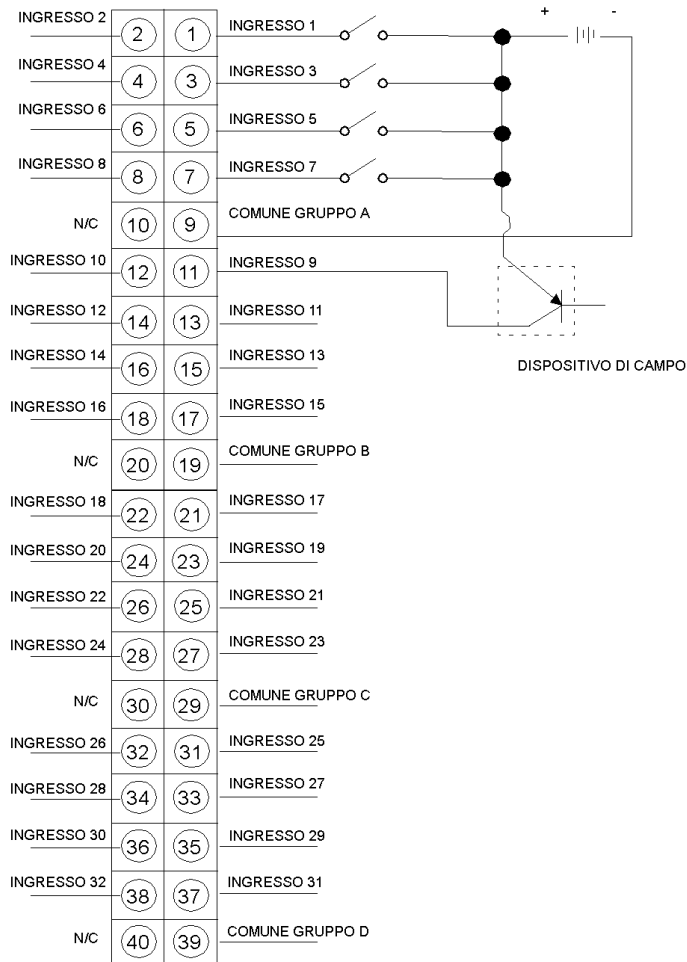 INGRESSO 2 2 1 INGRESSO 1 + -
INGRESSO 4 4 3 INGRESSO 3
INGRESSO 6 6 5 INGRESSO 5
INGRESSO 8 8 7 INGRESSO 7
N/C 10 9 COMUNE GRUPPO A
INGRESSO 10 12 11 INGRESSO 9
INGRESSO 12 14 13 INGRESSO 11
INGRESSO 14 16 15 INGRESSO 13
DISPOSITIVO DI CAMPO
INGRESSO 16 18 17 INGRESSO 15
N/C 20 19 COMUNE GRUPPO B
INGRESSO 18 22 21 INGRESSO 17
INGRESSO 20 24 23 INGRESSO 19
INGRESSO 22 26 25 INGRESSO 21
INGRESSO 24 28 27 INGRESSO 23
N/C 30 29 COMUNE GRUPPO C
INGRESSO 26 32 31 INGRESSO 25
INGRESSO 28 34 33 INGRESSO 27
INGRESSO 30 36 35 INGRESSO 29
INGRESSO 32 38 37 INGRESSO 31
N/C 40 39 COMUNE GRUPPO D